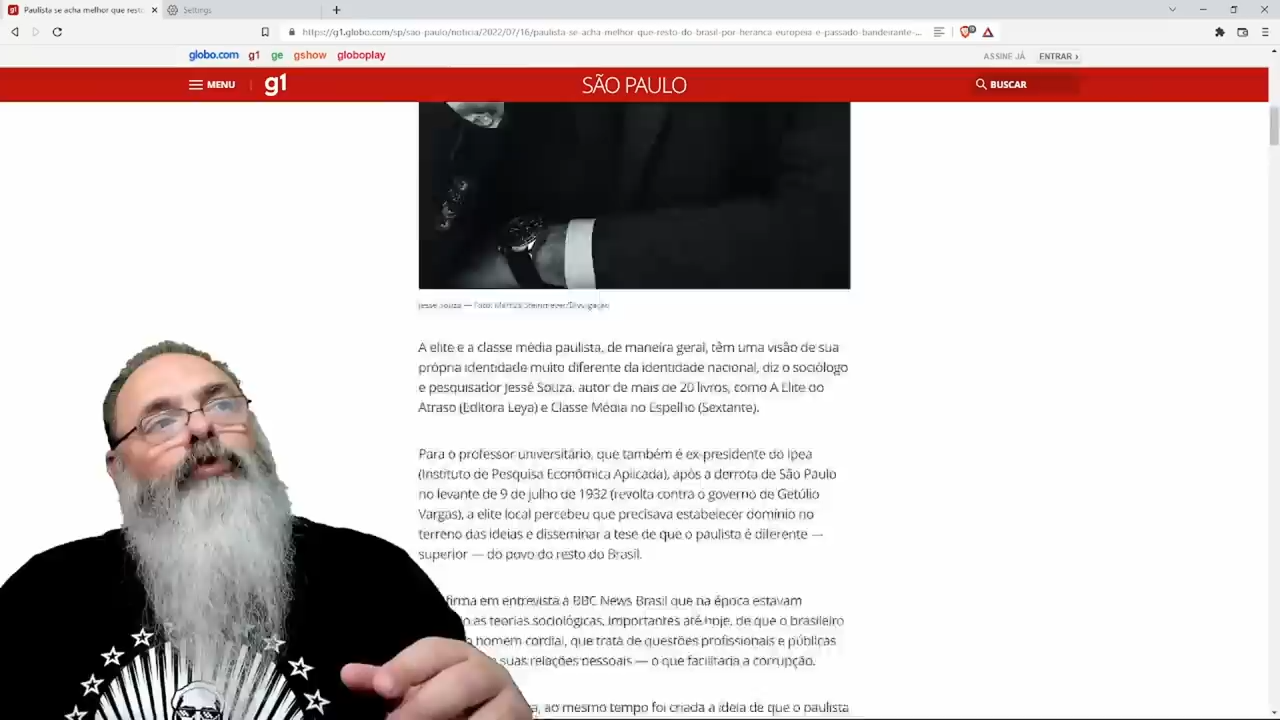 Paulista se acha melhor que resto
Settings
https://g1.globo.com/sp/sao-paulo/noticia/2022/07/16/paulista-se-acha-melhor-que-resto-do-brasil-por-heranca-europeia-e-passado-bandeirante-...
globo.com g1 ge gshow globoplay
ASSINE JÁ ENTRAR ›
MENU g1 SÃO PAULO BUSCAR
Jessé Souza — Foto: Marcus Steinmeyer/Divulgação
A elite e a classe média paulista, de maneira geral, têm uma visão de sua
própria identidade muito diferente da identidade nacional, diz o sociólogo
e pesquisador Jessé Souza, autor de mais de 20 livros, como A Elite do
Atraso (Editora Leya) e Classe Média no Espelho (Sextante).
Para o professor universitário, que também é ex-presidente do Ipea
(Instituto de Pesquisa Econômica Aplicada), após a derrota de São Paulo
no levante de 9 de julho de 1932 (revolta contra o governo de Getúlio
Vargas), a elite local percebeu que precisava estabelecer domínio no
terreno das ideias e disseminar a tese de que o paulista é diferente —
superior — do povo do resto do Brasil.
firma em entrevista à BBC News Brasil que na época estavam
as teorias sociológicas, importantes até hoje, de que o brasileiro
homem cordial, que trata de questões profissionais e públicas
suas relações pessoais — o que facilitaria a corrupção.
ao mesmo tempo foi criada a ideia de que o paulista